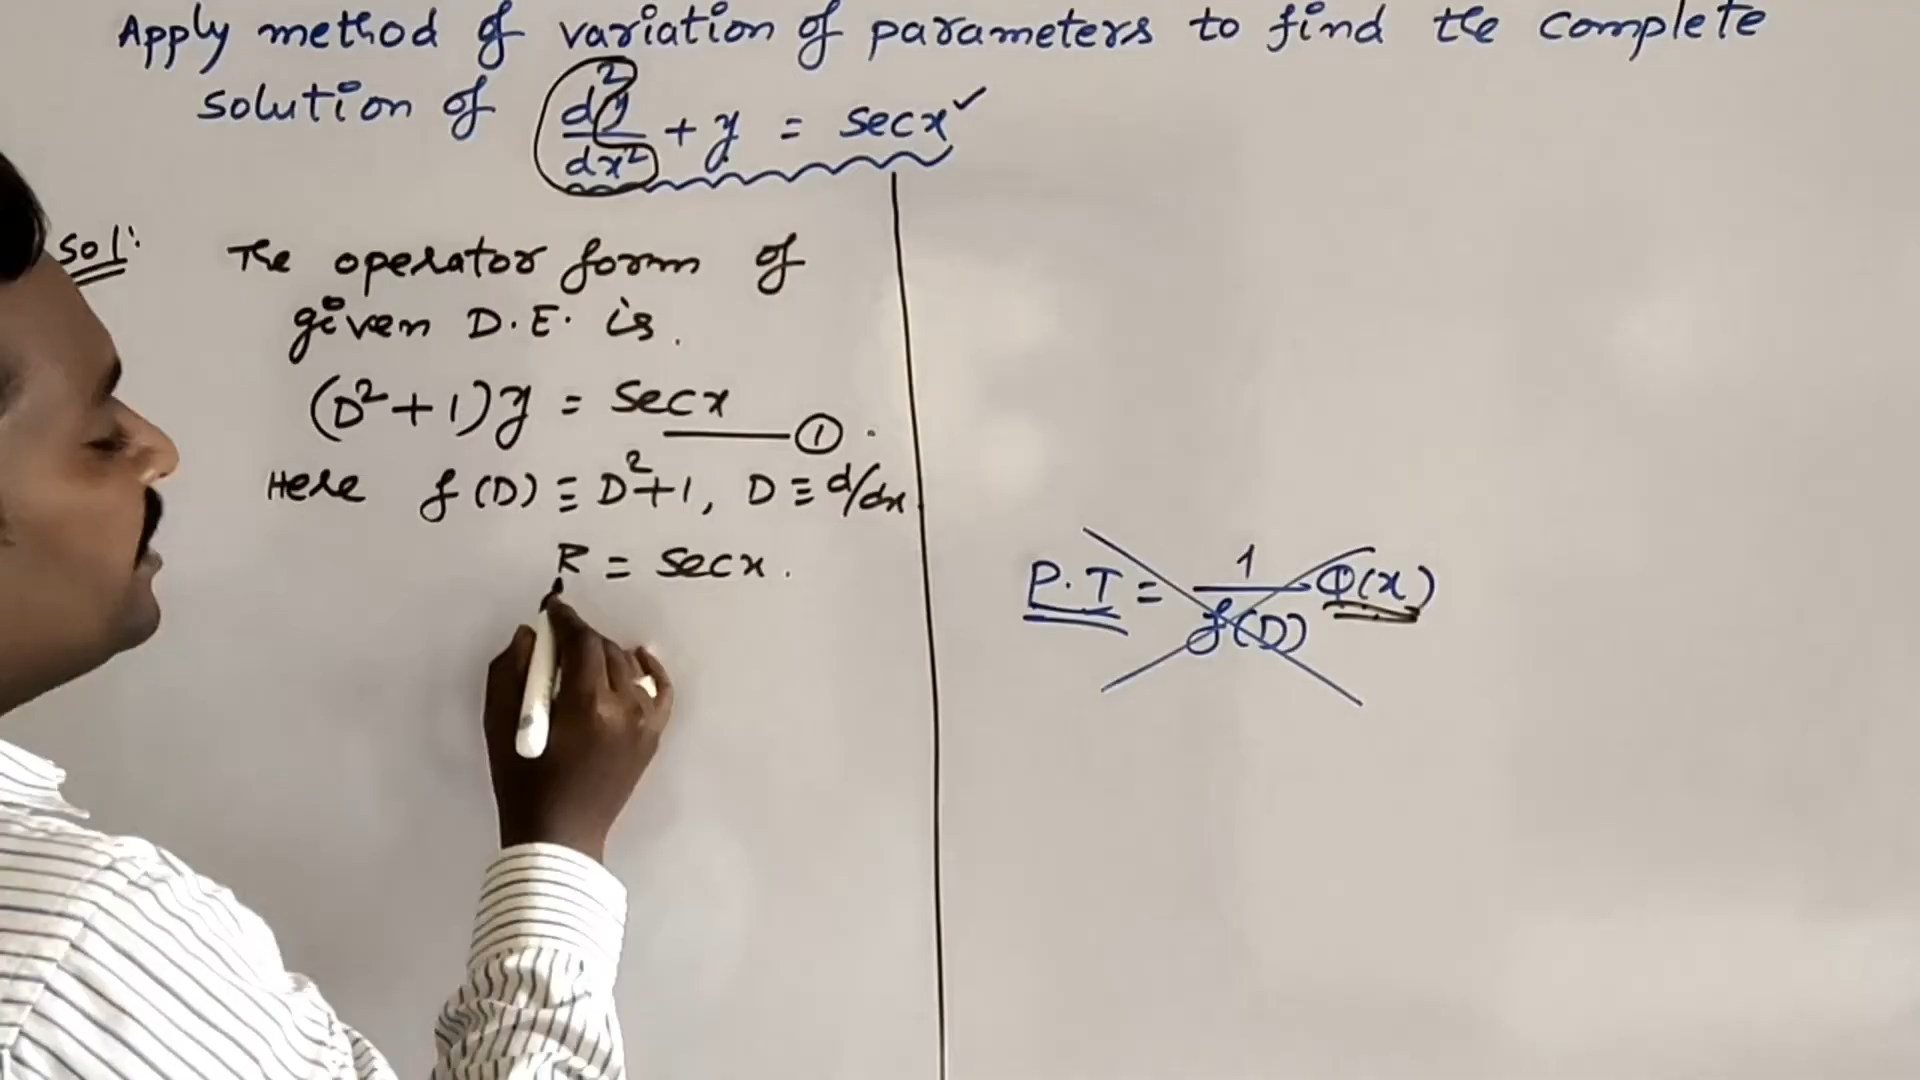 Apply method of variation of parameters to find the complete
solution of d²y/dx² + y = secx ✓
Sol:
The operator form of
given D.E. is.
(D²+1)y = Secx ——— ①.
Here f(D) ≡ D²+1, D ≡ d/dx
R = Secx.
P.I = 1/f(D) Φ(x)